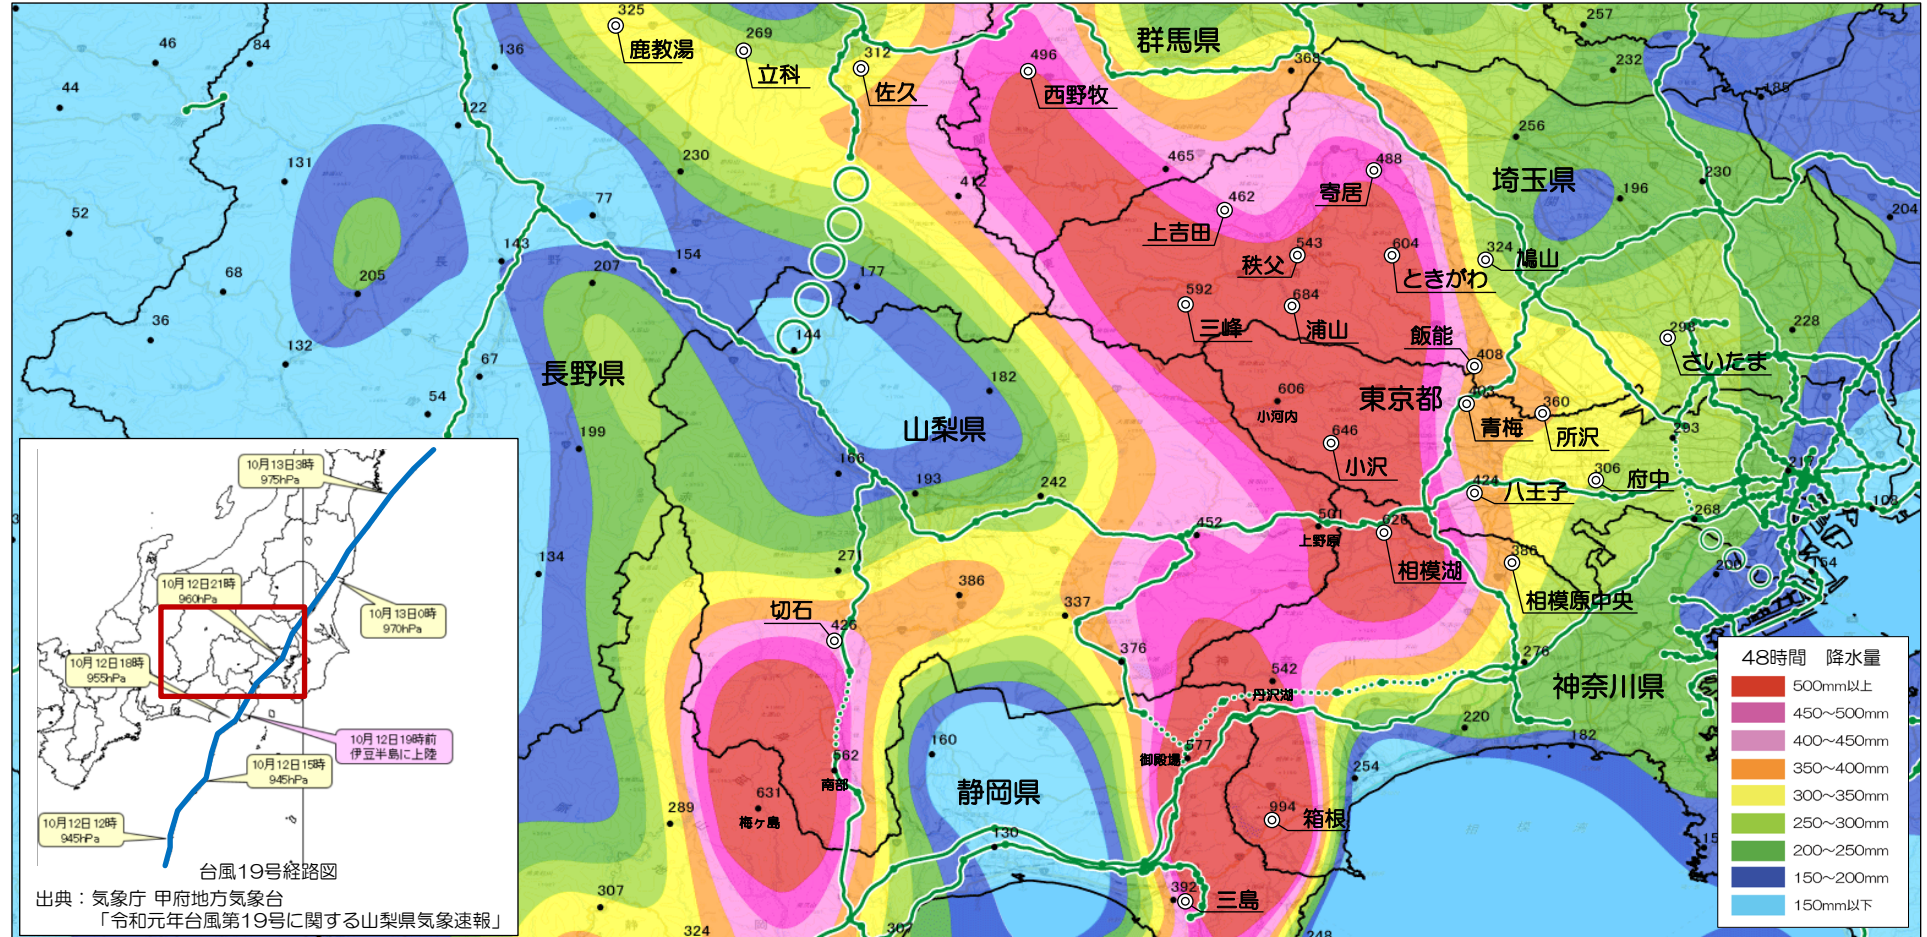 325
鹿教湯
269
立科
312
佐久
496
西野牧
群馬県
368
257
232
185
46
84
44
136
122
131
52
68
205
36
132
143
77
154
207
67
54
230
412
465
462
上吉田
488
寄居
256
埼玉県
196
230
204
543
秩父
604
ときがわ
324
鳩山
592
三峰
684
浦山
飯能
408
298
さいたま
228
177
144
182
長野県
山梨県
606
小河内
東京都
403
青梅
360
所沢
293
646
小沢
199
166
193
242
424
八王子
306
府中
217
108
268
452
501
上野原
626
相模湖
386
相模原中央
200
154
134
271
386
337
切石
426
376
276
神奈川県
542
丹沢湖
220
182
577
御殿場
254
562
南部
631
梅ヶ島
160
静岡県
289
994
箱根
130
307
324
392
三島
248
48時間 降水量
500mm以上
450～500mm
400～450mm
350～400mm
300～350mm
250～300mm
200～250mm
150～200mm
150mm以下
10月13日3時
975hPa
10月12日21時
960hPa
10月13日0時
970hPa
10月12日18時
955hPa
10月12日19時前
伊豆半島に上陸
10月12日15時
945hPa
10月12日12時
945hPa
台風19号経路図
出典：気象庁 甲府地方気象台
「令和元年台風第19号に関する山梨県気象速報」